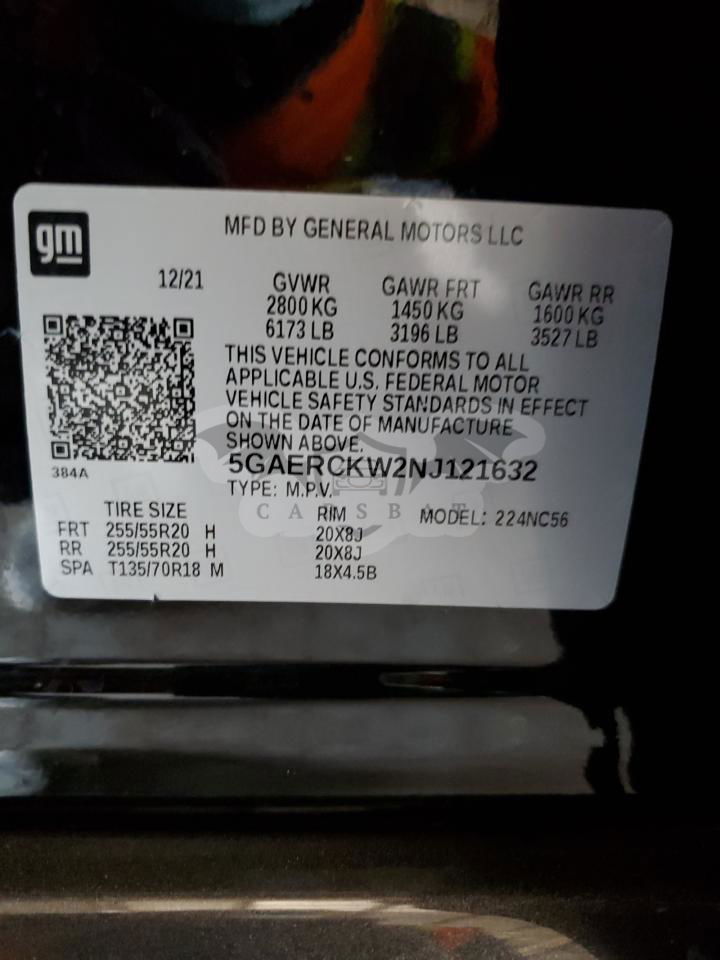 gm
MFD BY GENERAL MOTORS LLC
12/21 GVWR GAWR FRT GAWR RR
2800 KG 1450 KG 1600 KG
6173 LB 3196 LB 3527 LB
THIS VEHICLE CONFORMS TO ALL
APPLICABLE U.S. FEDERAL MOTOR
VEHICLE SAFETY STANDARDS IN EFFECT
ON THE DATE OF MANUFACTURE
SHOWN ABOVE.
384A
5GAERCKW2NJ121632
TYPE: M.P.V.
CARSBAT
TIRE SIZE RIM MODEL: 224NC56
FRT 255/55R20 H 20X8J
RR 255/55R20 H 20X8J
SPA T135/70R18 M 18X4.5B